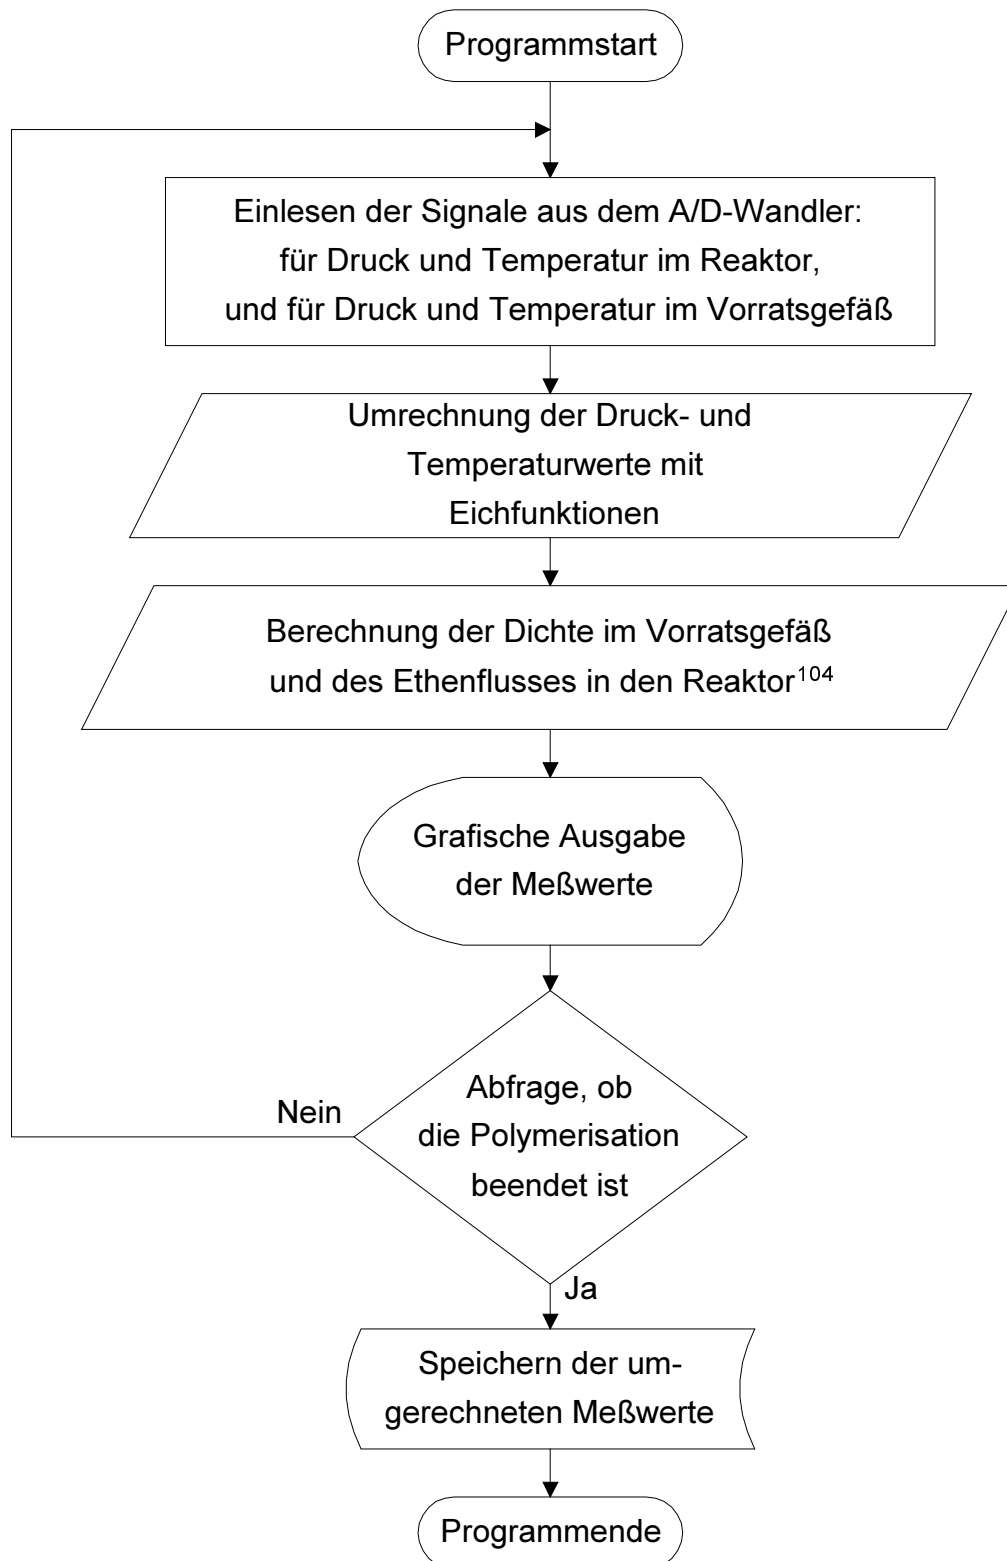 Programmstart
Einlesen der Signale aus dem A/D-Wandler:
für Druck und Temperatur im Reaktor,
und für Druck und Temperatur im Vorratsgefäß
Umrechnung der Druck- und
Temperaturwerte mit
Eichfunktionen
Berechnung der Dichte im Vorratsgefäß
und des Ethenflusses in den Reaktor¹⁰⁴
Grafische Ausgabe
der Meßwerte
Abfrage, ob
die Polymerisation
beendet ist
Nein
Ja
Speichern der um-
gerechneten Meßwerte
Programmende